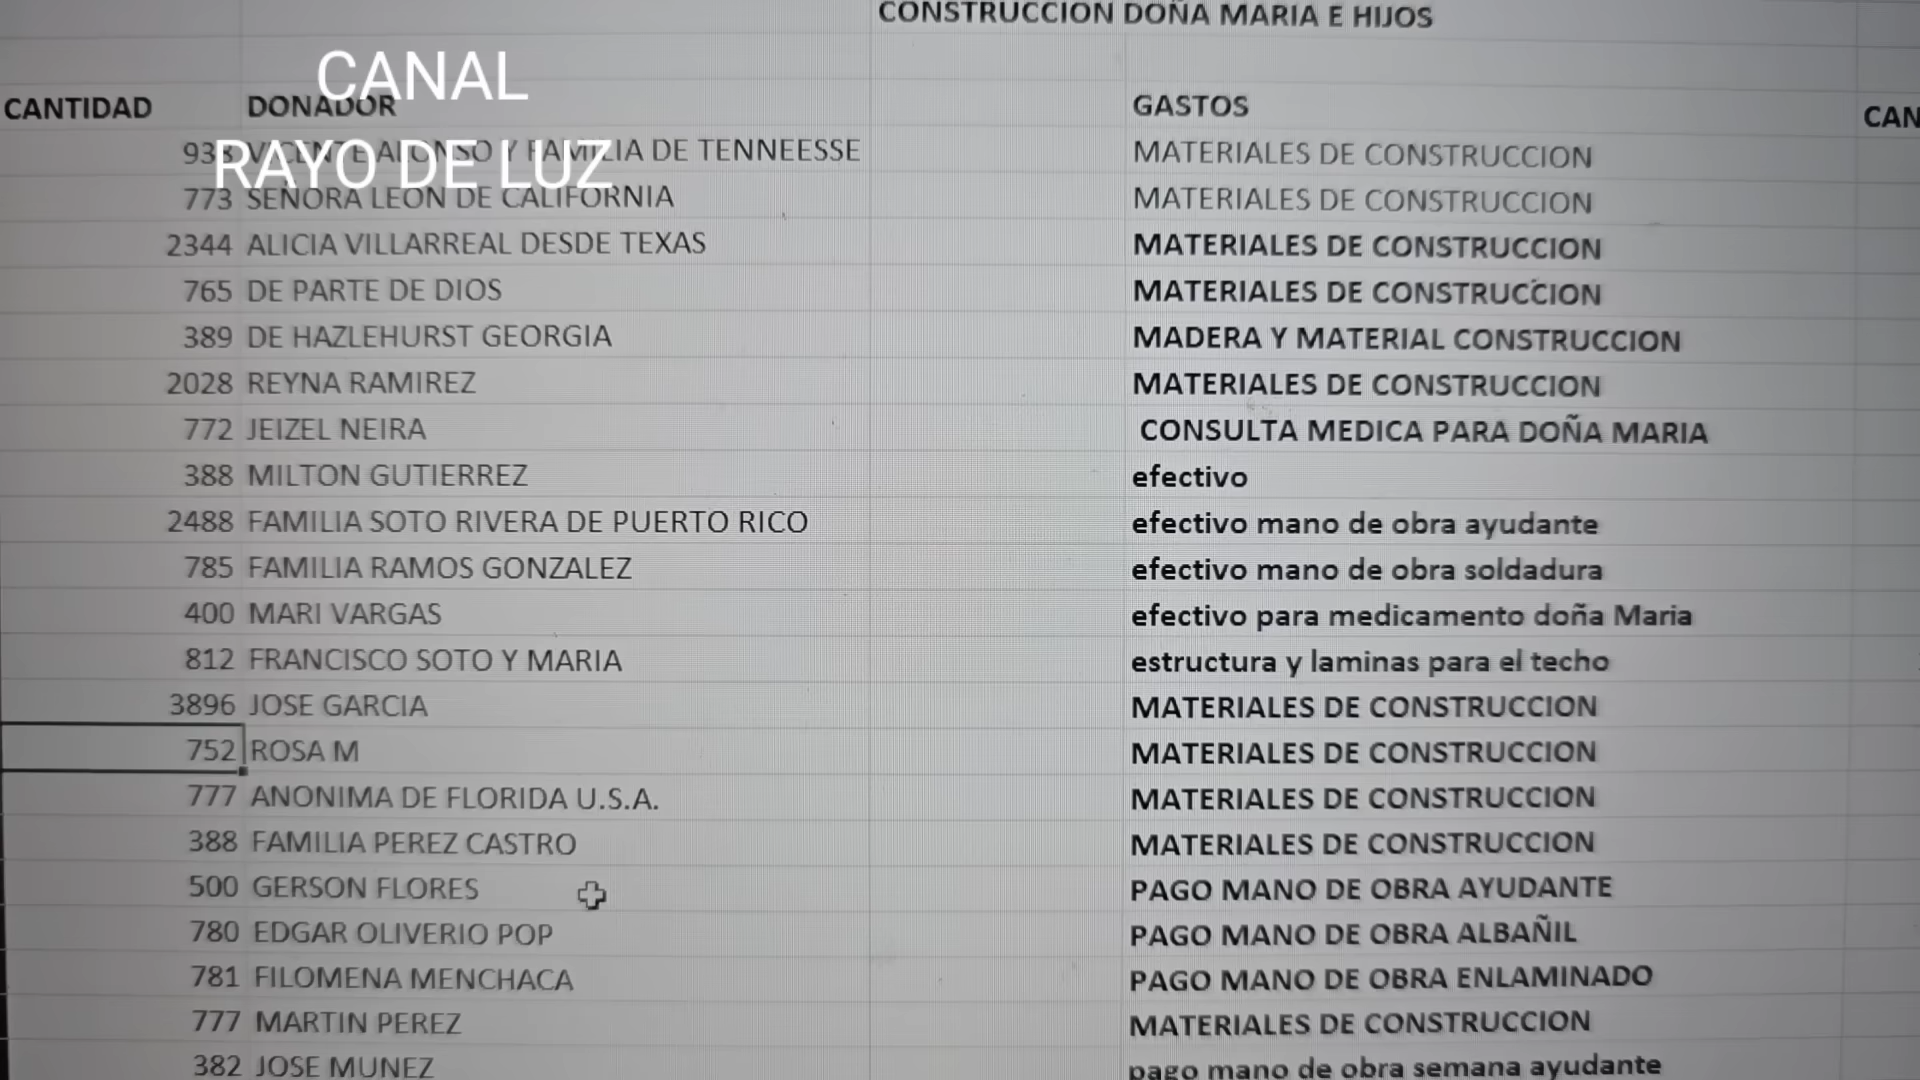 CONSTRUCCION DOÑA MARIA E HIJOS
CANAL
RAYO DE LUZ
CANTIDAD DONADOR GASTOS CAN
938 VICENTE ALONSO Y FAMILIA DE TENNEESSE MATERIALES DE CONSTRUCCION
773 SEÑORA LEON DE CALIFORNIA MATERIALES DE CONSTRUCCION
2344 ALICIA VILLARREAL DESDE TEXAS MATERIALES DE CONSTRUCCION
765 DE PARTE DE DIOS MATERIALES DE CONSTRUCCION
389 DE HAZLEHURST GEORGIA MADERA Y MATERIAL CONSTRUCCION
2028 REYNA RAMIREZ MATERIALES DE CONSTRUCCION
772 JEIZEL NEIRA CONSULTA MEDICA PARA DOÑA MARIA
388 MILTON GUTIERREZ efectivo
2488 FAMILIA SOTO RIVERA DE PUERTO RICO efectivo mano de obra ayudante
785 FAMILIA RAMOS GONZALEZ efectivo mano de obra soldadura
400 MARI VARGAS efectivo para medicamento doña Maria
812 FRANCISCO SOTO Y MARIA estructura y laminas para el techo
3896 JOSE GARCIA MATERIALES DE CONSTRUCCION
752 ROSA M MATERIALES DE CONSTRUCCION
777 ANONIMA DE FLORIDA U.S.A. MATERIALES DE CONSTRUCCION
388 FAMILIA PEREZ CASTRO MATERIALES DE CONSTRUCCION
500 GERSON FLORES PAGO MANO DE OBRA AYUDANTE
780 EDGAR OLIVERIO POP PAGO MANO DE OBRA ALBAÑIL
781 FILOMENA MENCHACA PAGO MANO DE OBRA ENLAMINADO
777 MARTIN PEREZ MATERIALES DE CONSTRUCCION
382 JOSE MUNEZ pago mano de obra semana ayudante